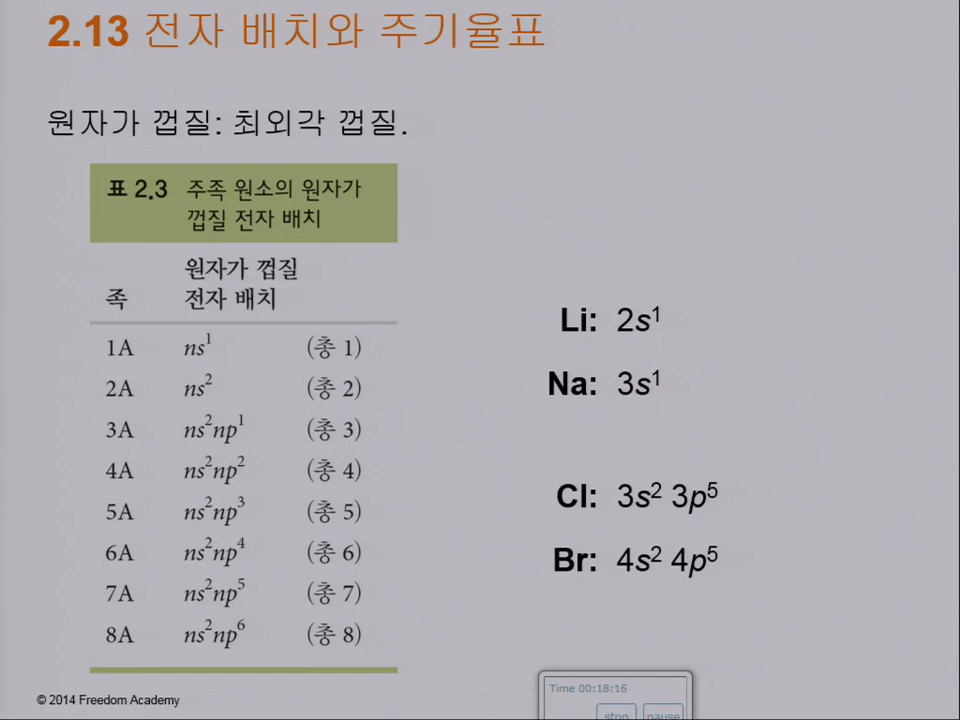 2.13 전자 배치와 주기율표
원자가 껍질: 최외각 껍질.
표 2.3 주족 원소의 원자가
껍질 전자 배치
원자가 껍질
족 전자 배치
1A ns¹ (총 1)
2A ns² (총 2)
3A ns²np¹ (총 3)
4A ns²np² (총 4)
5A ns²np³ (총 5)
6A ns²np⁴ (총 6)
7A ns²np⁵ (총 7)
8A ns²np⁶ (총 8)
Li: 2s¹
Na: 3s¹
Cl: 3s² 3p⁵
Br: 4s² 4p⁵
© 2014 Freedom Academy
Time 00:18:15
stop pause